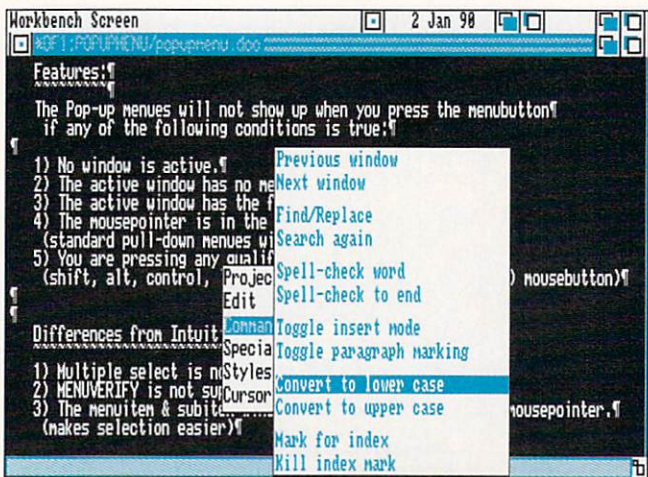 Workbench Screen 2 Jan 90
*DF1:POPUPMENU/popupmenu.doc
Features:¶
¶
The Pop-up menues will not show up when you press the menubutton¶
if any of the following conditions is true:¶
¶
1) No window is active.¶
2) The active window has no me
3) The active window has the f
4) The mousepointer is in the
(standard pull-down menues wi
5) You are pressing any qualif
(shift, alt, control, ) mousebutton)¶
¶
¶
Differences from Intuit
1) Multiple select is no
2) MENUVERIFY is not sup
3) The menuitem & subitem mousepointer.¶
(makes selection easier)¶
Projec
Edit
Comman
Specia
Styles
Cursor
Previous window
Next window
Find/Replace
Search again
Spell-check word
Spell-check to end
Toggle insert mode
Toggle paragraph marking
Convert to lower case
Convert to upper case
Mark for index
Kill index mark